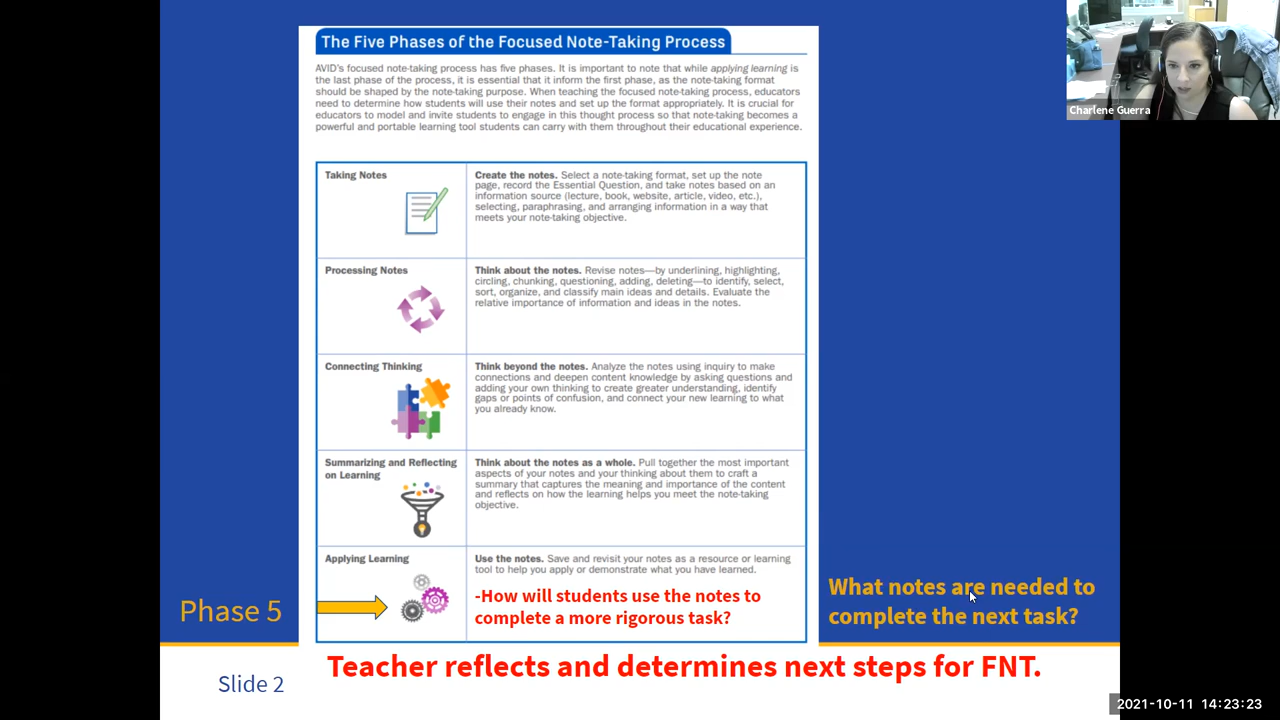 The Five Phases of the Focused Note-Taking Process
AVID's focused note-taking process has five phases. It is important to note that while applying learning is
the last phase of the process, it is essential that it inform the first phase, as the note-taking format
should be shaped by the note-taking purpose. When teaching the focused note-taking process, educators
need to determine how students will use their notes and set up the format appropriately. It is crucial for
educators to model and invite students to engage in this thought process so that note-taking becomes a
powerful and portable learning tool students can carry with them throughout their educational experience.
Charlene Guerra
Taking Notes
Create the notes. Select a note-taking format, set up the note
page, record the Essential Question, and take notes based on an
information source (lecture, book, website, article, video, etc.),
selecting, paraphrasing, and arranging information in a way that
meets your note-taking objective.
Processing Notes
Think about the notes. Revise notes—by underlining, highlighting,
circling, chunking, questioning, adding, deleting—to identify, select,
sort, organize, and classify main ideas and details. Evaluate the
relative importance of information and ideas in the notes.
Connecting Thinking
Think beyond the notes. Analyze the notes using inquiry to make
connections and deepen content knowledge by asking questions and
adding your own thinking to create greater understanding, identify
gaps or points of confusion, and connect your new learning to what
you already know.
Summarizing and Reflecting
on Learning
Think about the notes as a whole. Pull together the most important
aspects of your notes and your thinking about them to craft a
summary that captures the meaning and importance of the content
and reflects on how the learning helps you meet the note-taking
objective.
Applying Learning
Use the notes. Save and revisit your notes as a resource or learning
tool to help you apply or demonstrate what you have learned.
-How will students use the notes to
complete a more rigorous task?
Phase 5
What notes are needed to
complete the next task?
Teacher reflects and determines next steps for FNT.
Slide 2
2021-10-11 14:23:23